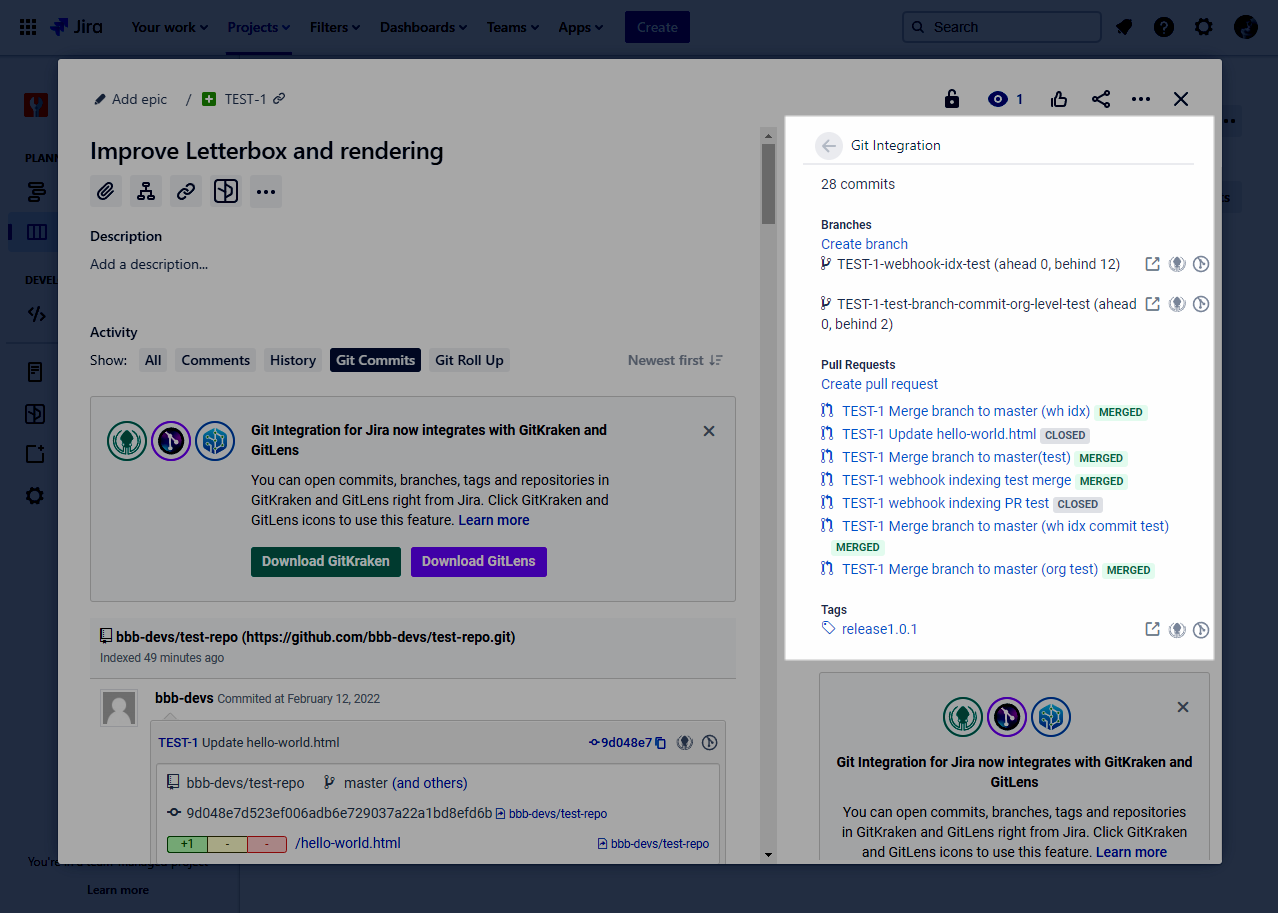 Jira
Your work
Projects
Filters
Dashboards
Teams
Apps
Create
Search
Add epic
/
TEST-1
1
PLANN
DEVEL
Improve Letterbox and rendering
Description
Add a description...
Activity
Show:
All
Comments
History
Git Commits
Git Roll Up
Newest first
Git Integration for Jira now integrates with GitKraken and
GitLens
You can open commits, branches, tags and repositories in
GitKraken and GitLens right from Jira. Click GitKraken and
GitLens icons to use this feature. Learn more
Download GitKraken
Download GitLens
bbb-devs/test-repo (https://github.com/bbb-devs/test-repo.git)
Indexed 49 minutes ago
bbb-devs Commited at February 12, 2022
TEST-1 Update hello-world.html
9d048e7
bbb-devs/test-repo
master (and others)
9d048e7d523ef006adb6e729037a22a1bd8efd6b bbb-devs/test-repo
+1
-
-
/hello-world.html
bbb-devs/test-repo
Learn more
Git Integration
28 commits
Branches
Create branch
TEST-1-webhook-idx-test (ahead 0, behind 12)
TEST-1-test-branch-commit-org-level-test (ahead
0, behind 2)
Pull Requests
Create pull request
TEST-1 Merge branch to master (wh idx) MERGED
TEST-1 Update hello-world.html CLOSED
TEST-1 Merge branch to master(test) MERGED
TEST-1 webhook indexing test merge MERGED
TEST-1 webhook indexing PR test CLOSED
TEST-1 Merge branch to master (wh idx commit test)
MERGED
TEST-1 Merge branch to master (org test) MERGED
Tags
release1.0.1
Git Integration for Jira now integrates with GitKraken and
GitLens
You can open commits, branches, tags and repositories
in GitKraken and GitLens right from Jira. Click GitKraken
and GitLens icons to use this feature. Learn more